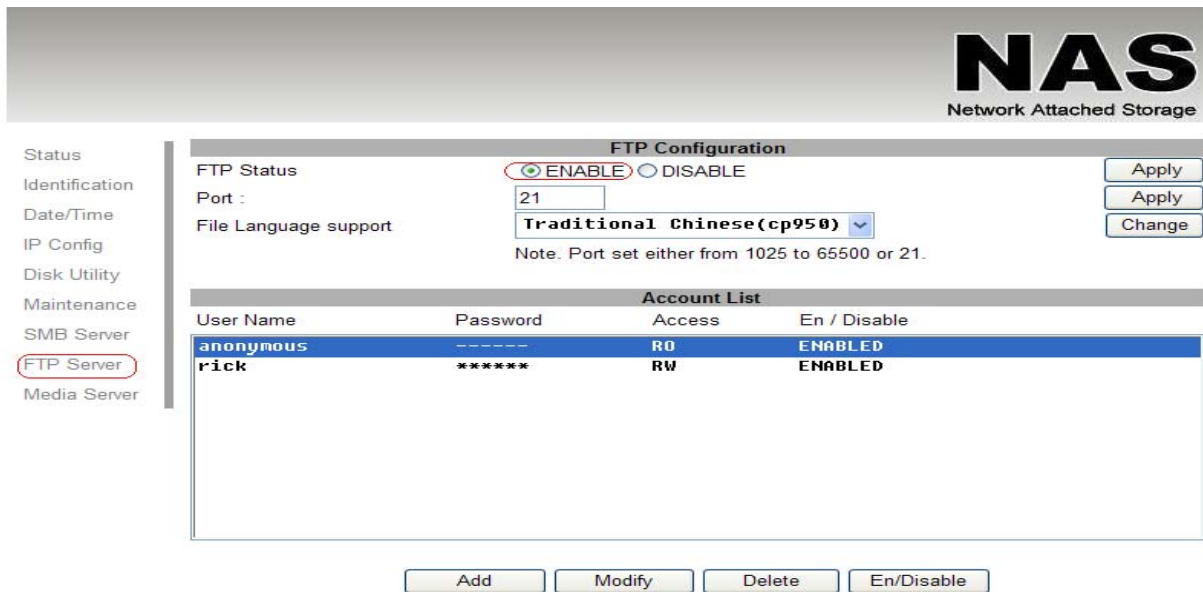 NAS
Network Attached Storage
Status
Identification
Date/Time
IP Config
Disk Utility
Maintenance
SMB Server
FTP Server
Media Server
FTP Configuration
FTP Status ENABLE DISABLE Apply
Port : 21 Apply
File Language support Traditional Chinese(cp950) Change
Note. Port set either from 1025 to 65500 or 21.
Account List
User Name Password Access En / Disable
anonymous ------ RO ENABLED
rick ****** RW ENABLED
Add Modify Delete En/Disable